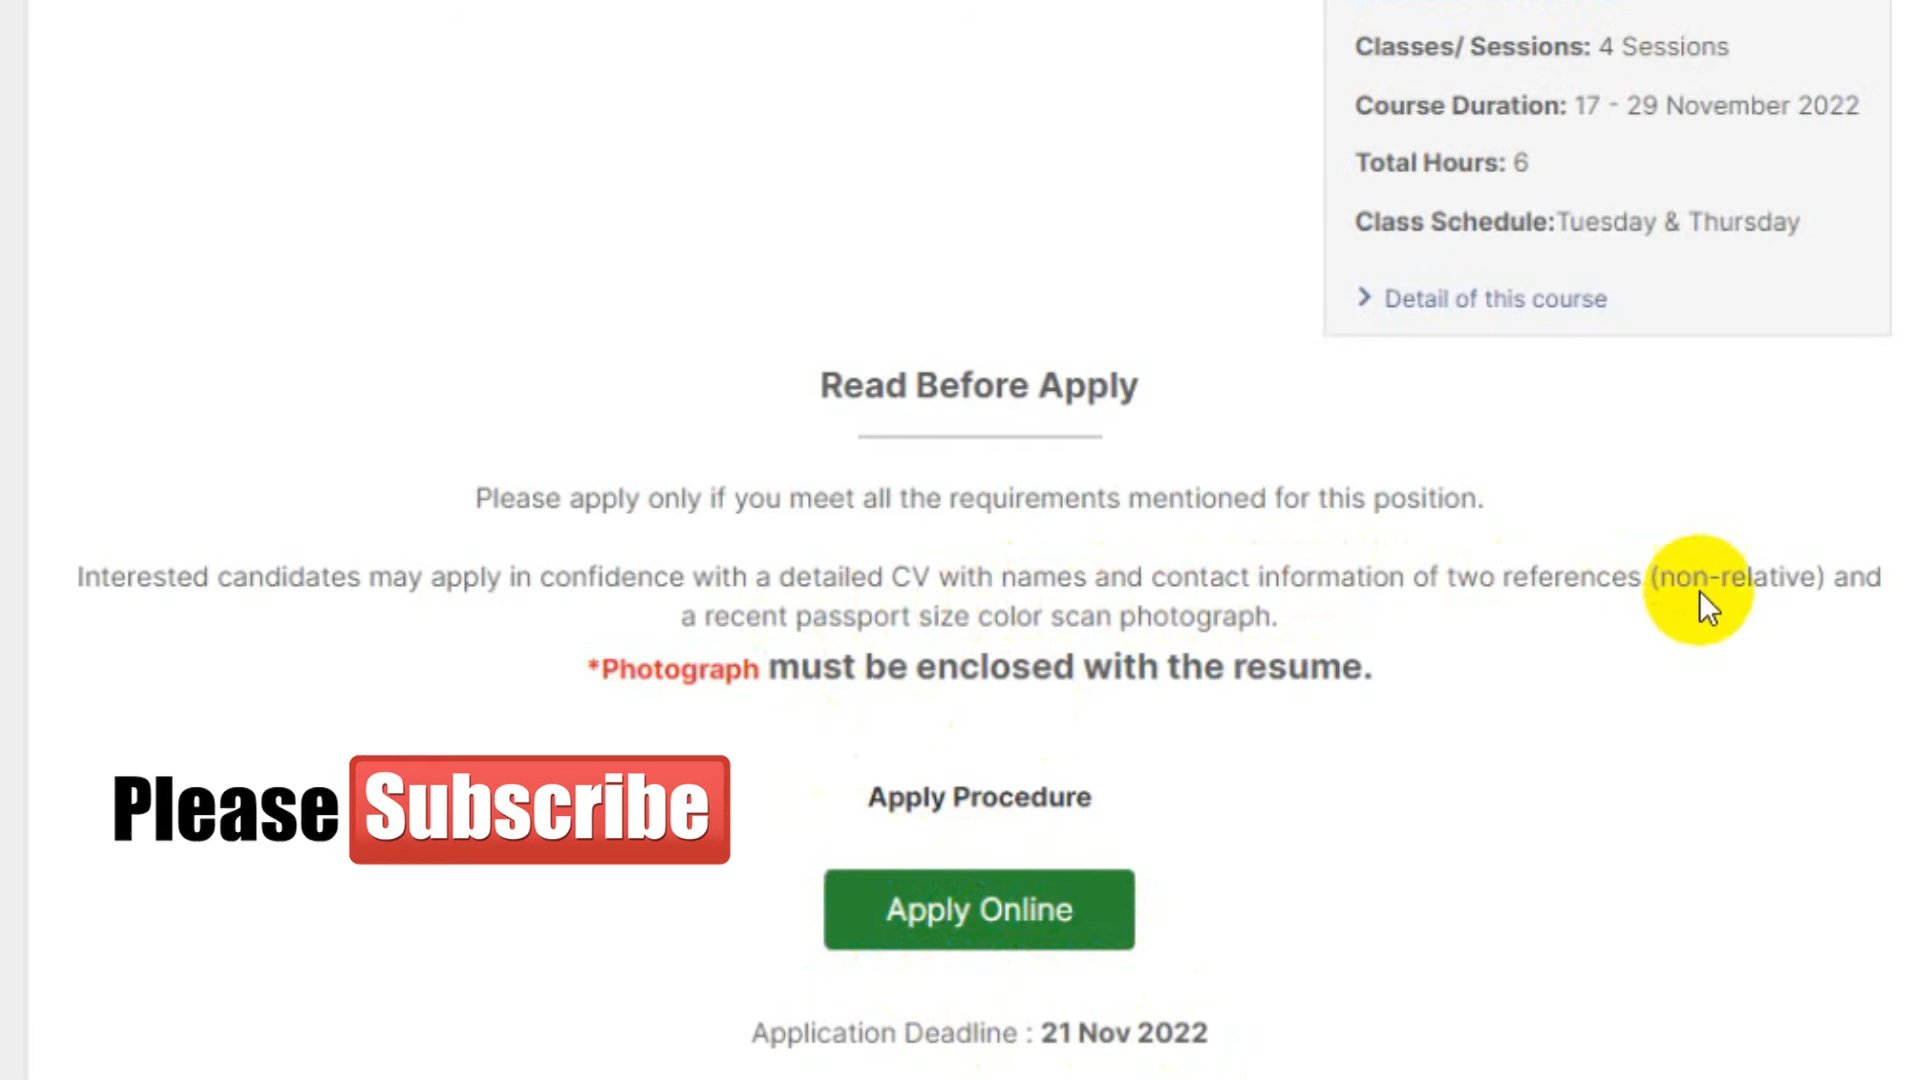 Classes/ Sessions: 4 Sessions
Course Duration: 17 - 29 November 2022
Total Hours: 6
Class Schedule:Tuesday & Thursday
Detail of this course
Read Before Apply
Please apply only if you meet all the requirements mentioned for this position.
Interested candidates may apply in confidence with a detailed CV with names and contact information of two references (non-relative) and
a recent passport size color scan photograph.
*Photograph must be enclosed with the resume.
Please Subscribe
Apply Procedure
Apply Online
Application Deadline : 21 Nov 2022